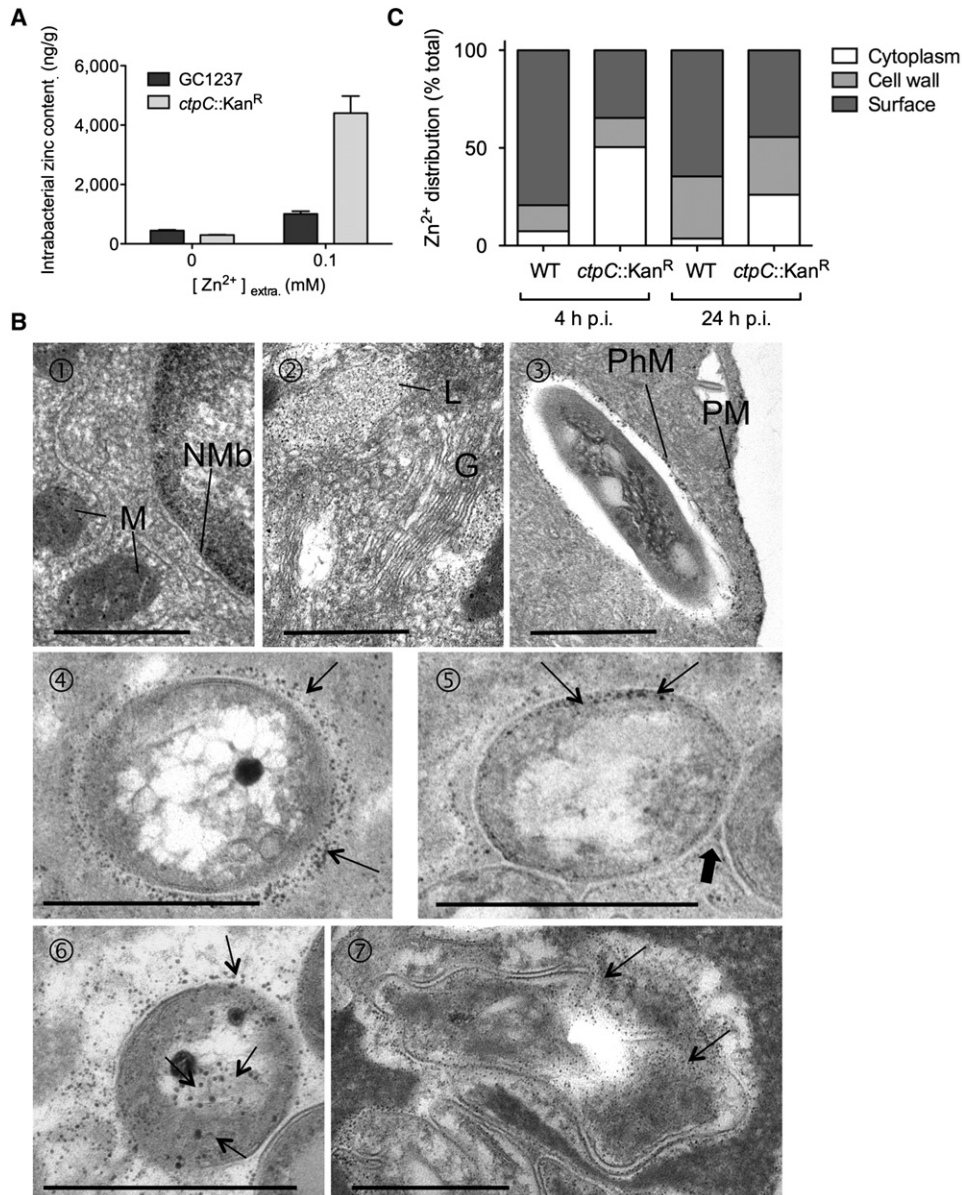 A
Intrabacterial zinc content (ng/g)
6,000
4,000
2,000
0
GC1237
ctpC::Kanᴿ
0
0.1
[ Zn²⁺ ] extra. (mM)
C
Zn²⁺ distribution (% total)
100
50
0
Cytoplasm
Cell wall
Surface
WT
ctpC::Kanᴿ
WT
ctpC::Kanᴿ
4 h p.i.
24 h p.i.
B
①
NMb
M
②
L
G
③
PhM
PM
④
⑤
⑥
⑦